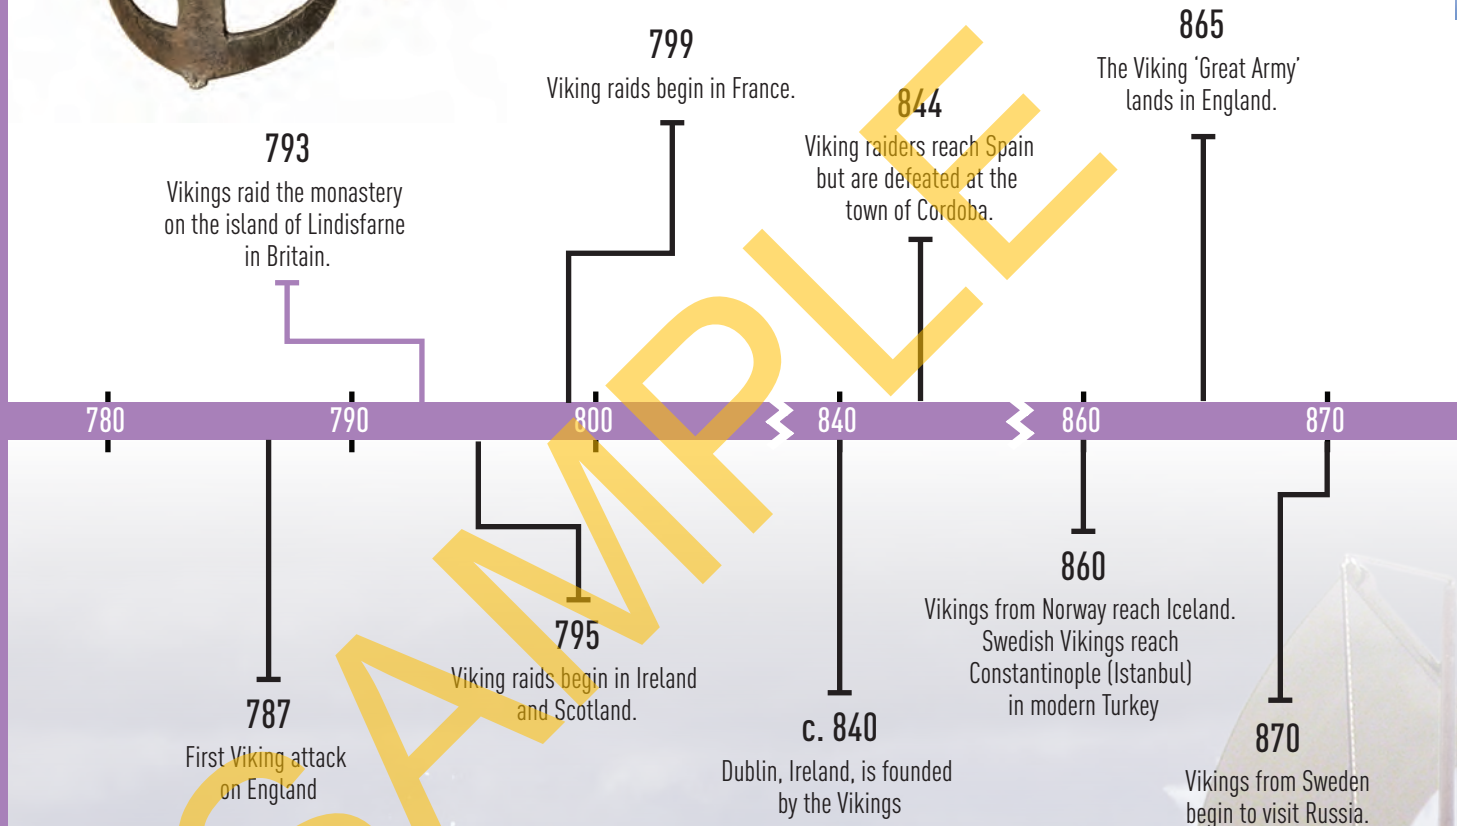 799
Viking raids begin in France.
865
The Viking ‘Great Army’
lands in England.
844
Viking raiders reach Spain
but are defeated at the
town of Cordoba.
793
Vikings raid the monastery
on the island of Lindisfarne
in Britain.
780
790
800
840
860
870
787
First Viking attack
on England
795
Viking raids begin in Ireland
and Scotland.
c. 840
Dublin, Ireland, is founded
by the Vikings
860
Vikings from Norway reach Iceland.
Swedish Vikings reach
Constantinople (Istanbul)
in modern Turkey
870
Vikings from Sweden
begin to visit Russia.
SAMPLE